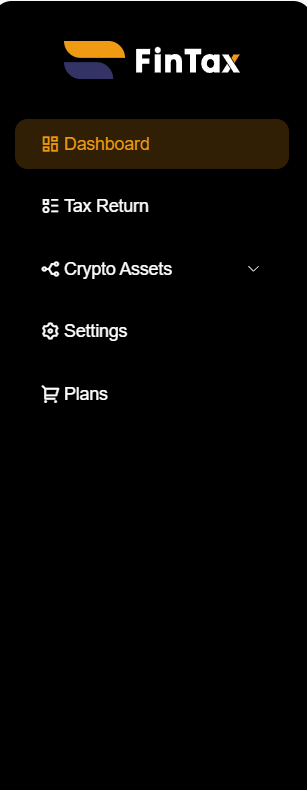 FinTax
Dashboard
Tax Return
Crypto Assets
Settings
Plans